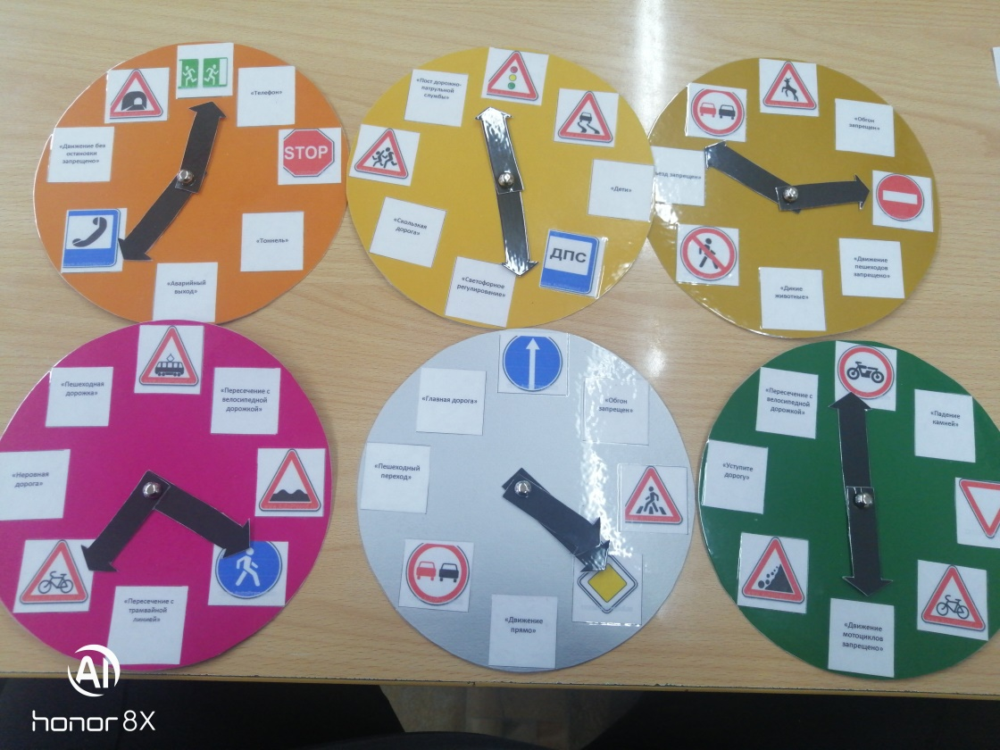 «Телефон»
STOP
«Тоннель»
«Аварийный
выход»
«Движение без
остановки
запрещено»
«Пост дорожно-
патрульной
службы»
«Дети»
ДПС
«Светофорное
регулирование»
«Скользкая
дорога»
«Обгон
запрещен»
«Движение
пешеходов
запрещено»
«Дикие
животные»
запрещен»
«Пешеходная
дорожка»
«Пересечение с
велосипедной
дорожкой»
«Пересечение с
трамвайной
линией»
«Неровная
дорога»
«Главная дорога»
«Обгон
запрещен»
«Движение
прямо»
«Пешеходный
переход»
«Пересечение с
велосипедной
дорожкой»
«Падение
камней»
«Движение
мотоциклов
запрещено»
«Уступите
дорогу»
AI
honor 8X